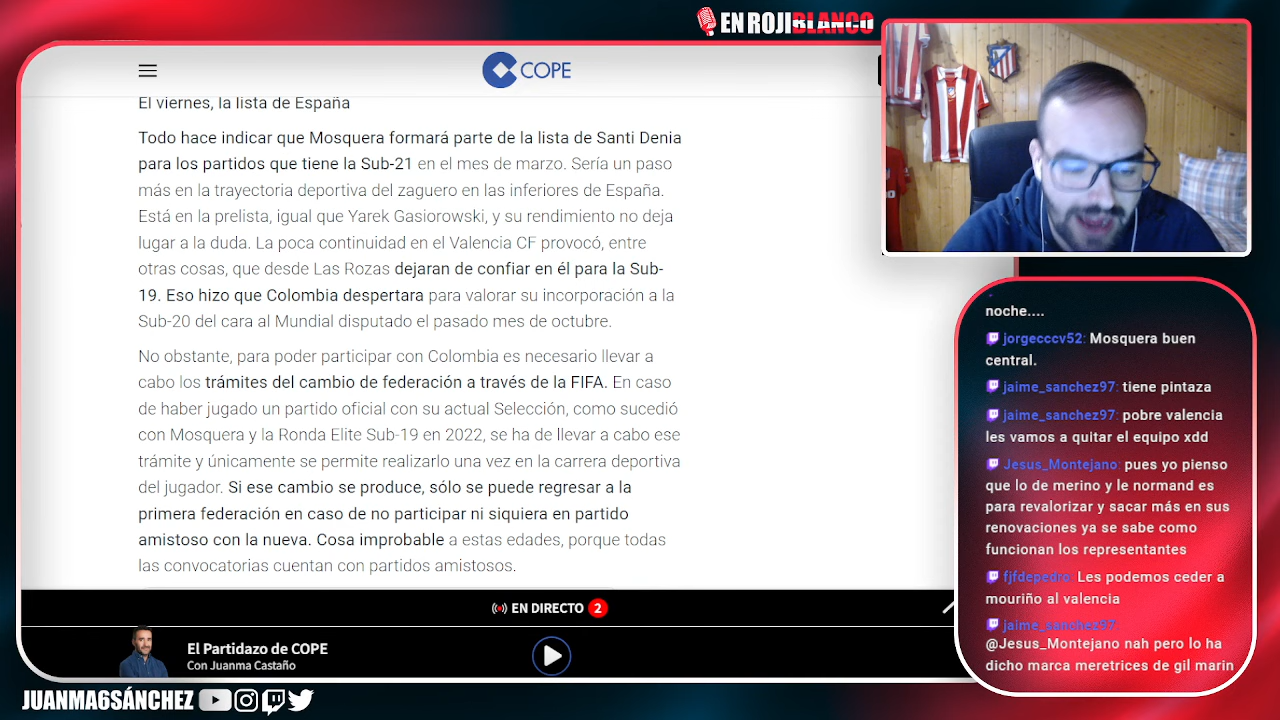 EN ROJIBLANCO
COPE
El viernes, la lista de España
Todo hace indicar que Mosquera formará parte de la lista de Santi Denia
para los partidos que tiene la Sub-21 en el mes de marzo. Sería un paso
más en la trayectoria deportiva del zaguero en las inferiores de España.
Está en la prelista, igual que Yarek Gasiorowski, y su rendimiento no deja
lugar a la duda. La poca continuidad en el Valencia CF provocó, entre
otras cosas, que desde Las Rozas dejaran de confiar en él para la Sub-
19. Eso hizo que Colombia despertara para valorar su incorporación a la
Sub-20 del cara al Mundial disputado el pasado mes de octubre.
No obstante, para poder participar con Colombia es necesario llevar a
cabo los trámites del cambio de federación a través de la FIFA. En caso
de haber jugado un partido oficial con su actual Selección, como sucedió
con Mosquera y la Ronda Elite Sub-19 en 2022, se ha de llevar a cabo ese
trámite y únicamente se permite realizarlo una vez en la carrera deportiva
del jugador. Si ese cambio se produce, sólo se puede regresar a la
primera federación en caso de no participar ni siquiera en partido
amistoso con la nueva. Cosa improbable a estas edades, porque todas
las convocatorias cuentan con partidos amistosos.
EN DIRECTO 2
El Partidazo de COPE
Con Juanma Castaño
noche....
jorgecccv52: Mosquera buen
central.
jaime_sanchez97: tiene pintaza
jaime_sanchez97: pobre valencia
les vamos a quitar el equipo xdd
Jesus_Montejano: pues yo pienso
que lo de merino y le normand es
para revalorizar y sacar más en sus
renovaciones ya se sabe como
funcionan los representantes
fjfdepedro: Les podemos ceder a
mouriño al valencia
jaime_sanchez97:
@Jesus_Montejano nah pero lo ha
dicho marca meretrices de gil marin
JUANMA6SÁNCHEZ